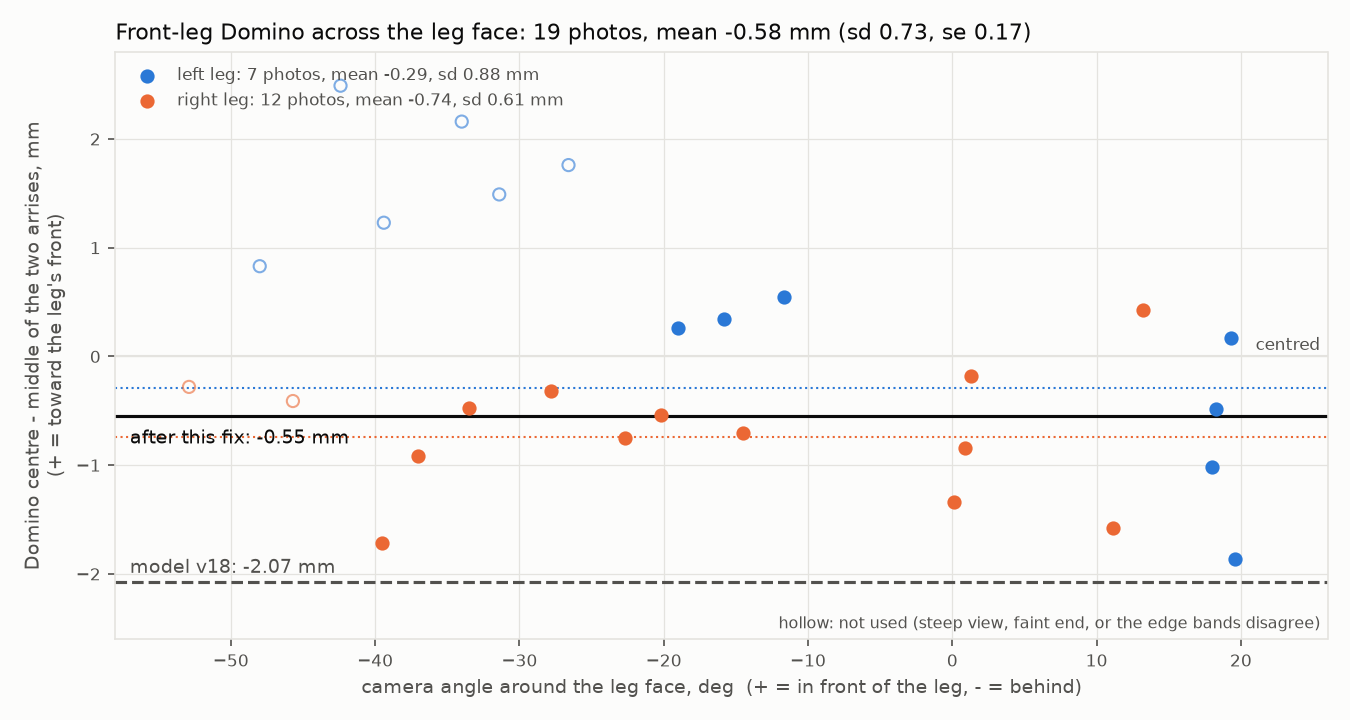 Front-leg Domino across the leg face: 19 photos, mean -0.58 mm (sd 0.73, se 0.17)
left leg: 7 photos, mean -0.29, sd 0.88 mm
right leg: 12 photos, mean -0.74, sd 0.61 mm
Domino centre - middle of the two arrises, mm
(+ = toward the leg's front)
2
1
0
−1
−2
centred
after this fix: -0.55 mm
model v18: -2.07 mm
hollow: not used (steep view, faint end, or the edge bands disagree)
−50 −40 −30 −20 −10 0 10 20
camera angle around the leg face, deg  (+ = in front of the leg, - = behind)